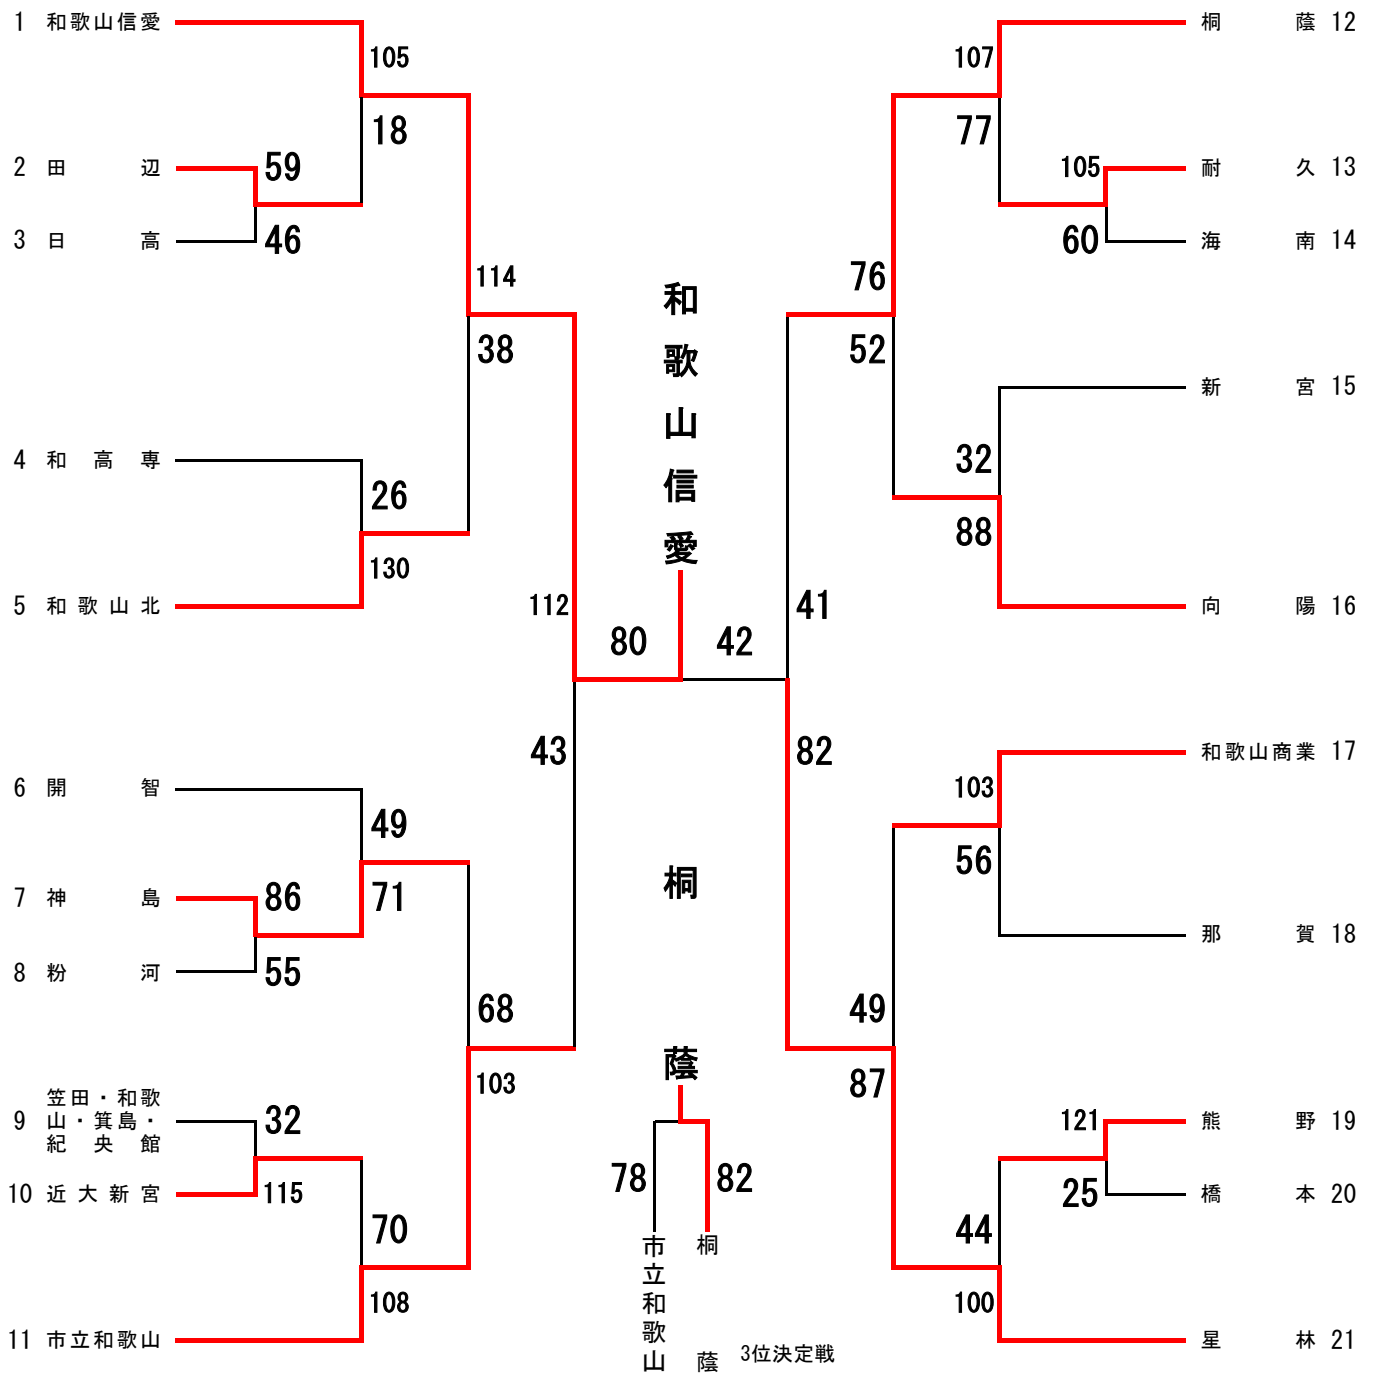 1 和歌山信愛
105
18
2 田辺
59
3 日高
46
114
38
4 和高専
26
130
5 和歌山北
112
43
6 開智
49
71
7 神島
86
8 粉河
55
68
103
笠田・和歌
9 山・箕島・
紀央館
32
10 近大新宮
115
70
108
11 市立和歌山
和歌山信愛
80 42
桐蔭
78 82
市立和歌山
桐蔭
3位決定戦
桐蔭 12
107
77
耐久 13
105
海南 14
60
76
52
新宮 15
32
88
向陽 16
41
82
和歌山商業 17
103
56
那賀 18
49
87
熊野 19
121
橋本 20
25
44
100
星林 21